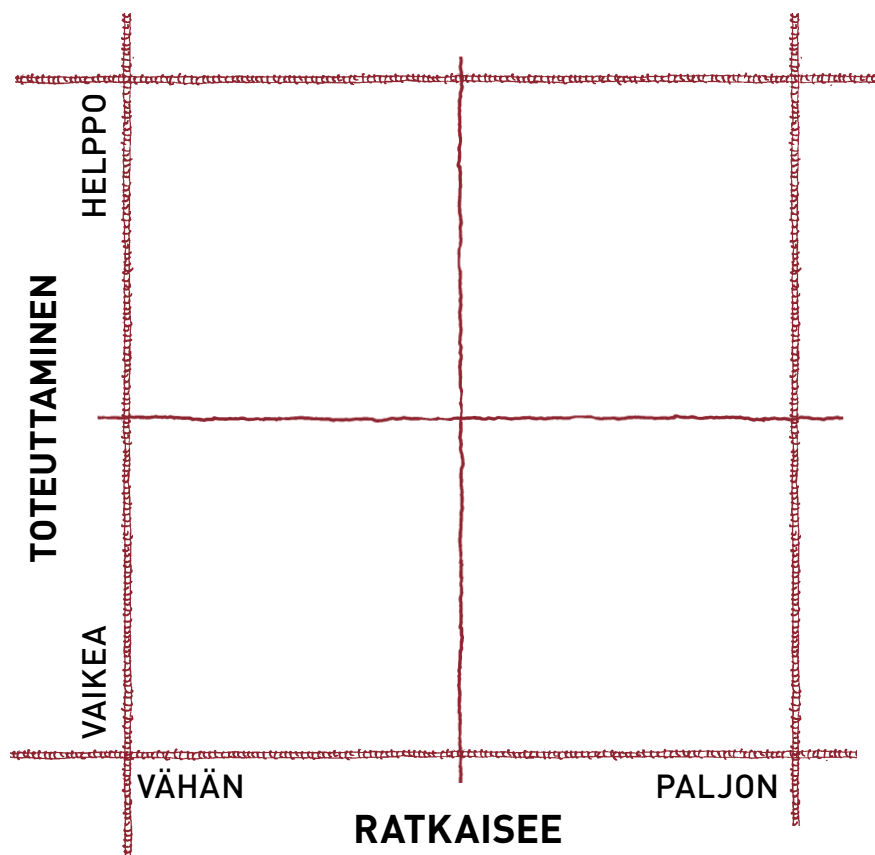 HELPPO
TOTEUTTAMINEN
VAIKEA
VÄHÄN
PALJON
RATKAISEE